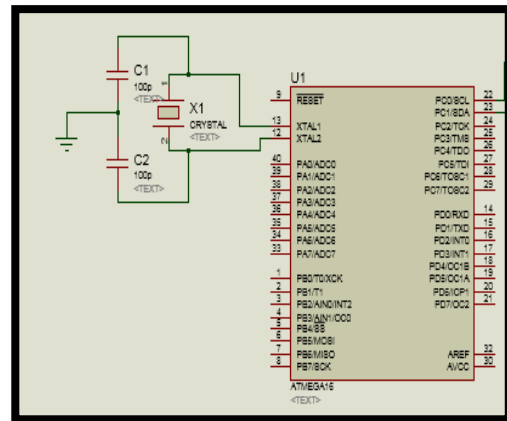 C1
100p
<TEXT>
1
X1
CRYSTAL
<TEXT>
2
C2
100p
<TEXT>
U1
9 RESET
13 XTAL1
12 XTAL2
40 PA0/ADC0
39 PA1/ADC1
38 PA2/ADC2
37 PA3/ADC3
36 PA4/ADC4
35 PA5/ADC5
34 PA6/ADC6
33 PA7/ADC7
1 PB0/T0/XCK
2 PB1/T1
3 PB2/AIN0/INT2
4 PB3/AIN1/OC0
5 PB4/SS
6 PB5/MOSI
7 PB6/MISO
8 PB7/SCK
PC0/SCL 22
PC1/SDA 23
PC2/TCK 24
PC3/TMS 25
PC4/TDO 26
PC5/TDI 27
PC6/TOSC1 28
PC7/TOSC2 29
PD0/RXD 14
PD1/TXD 15
PD2/INT0 16
PD3/INT1 17
PD4/OC1B 18
PD5/OC1A 19
PD6/ICP1 20
PD7/OC2 21
AREF 32
AVCC 30
ATMEGA16
<TEXT>